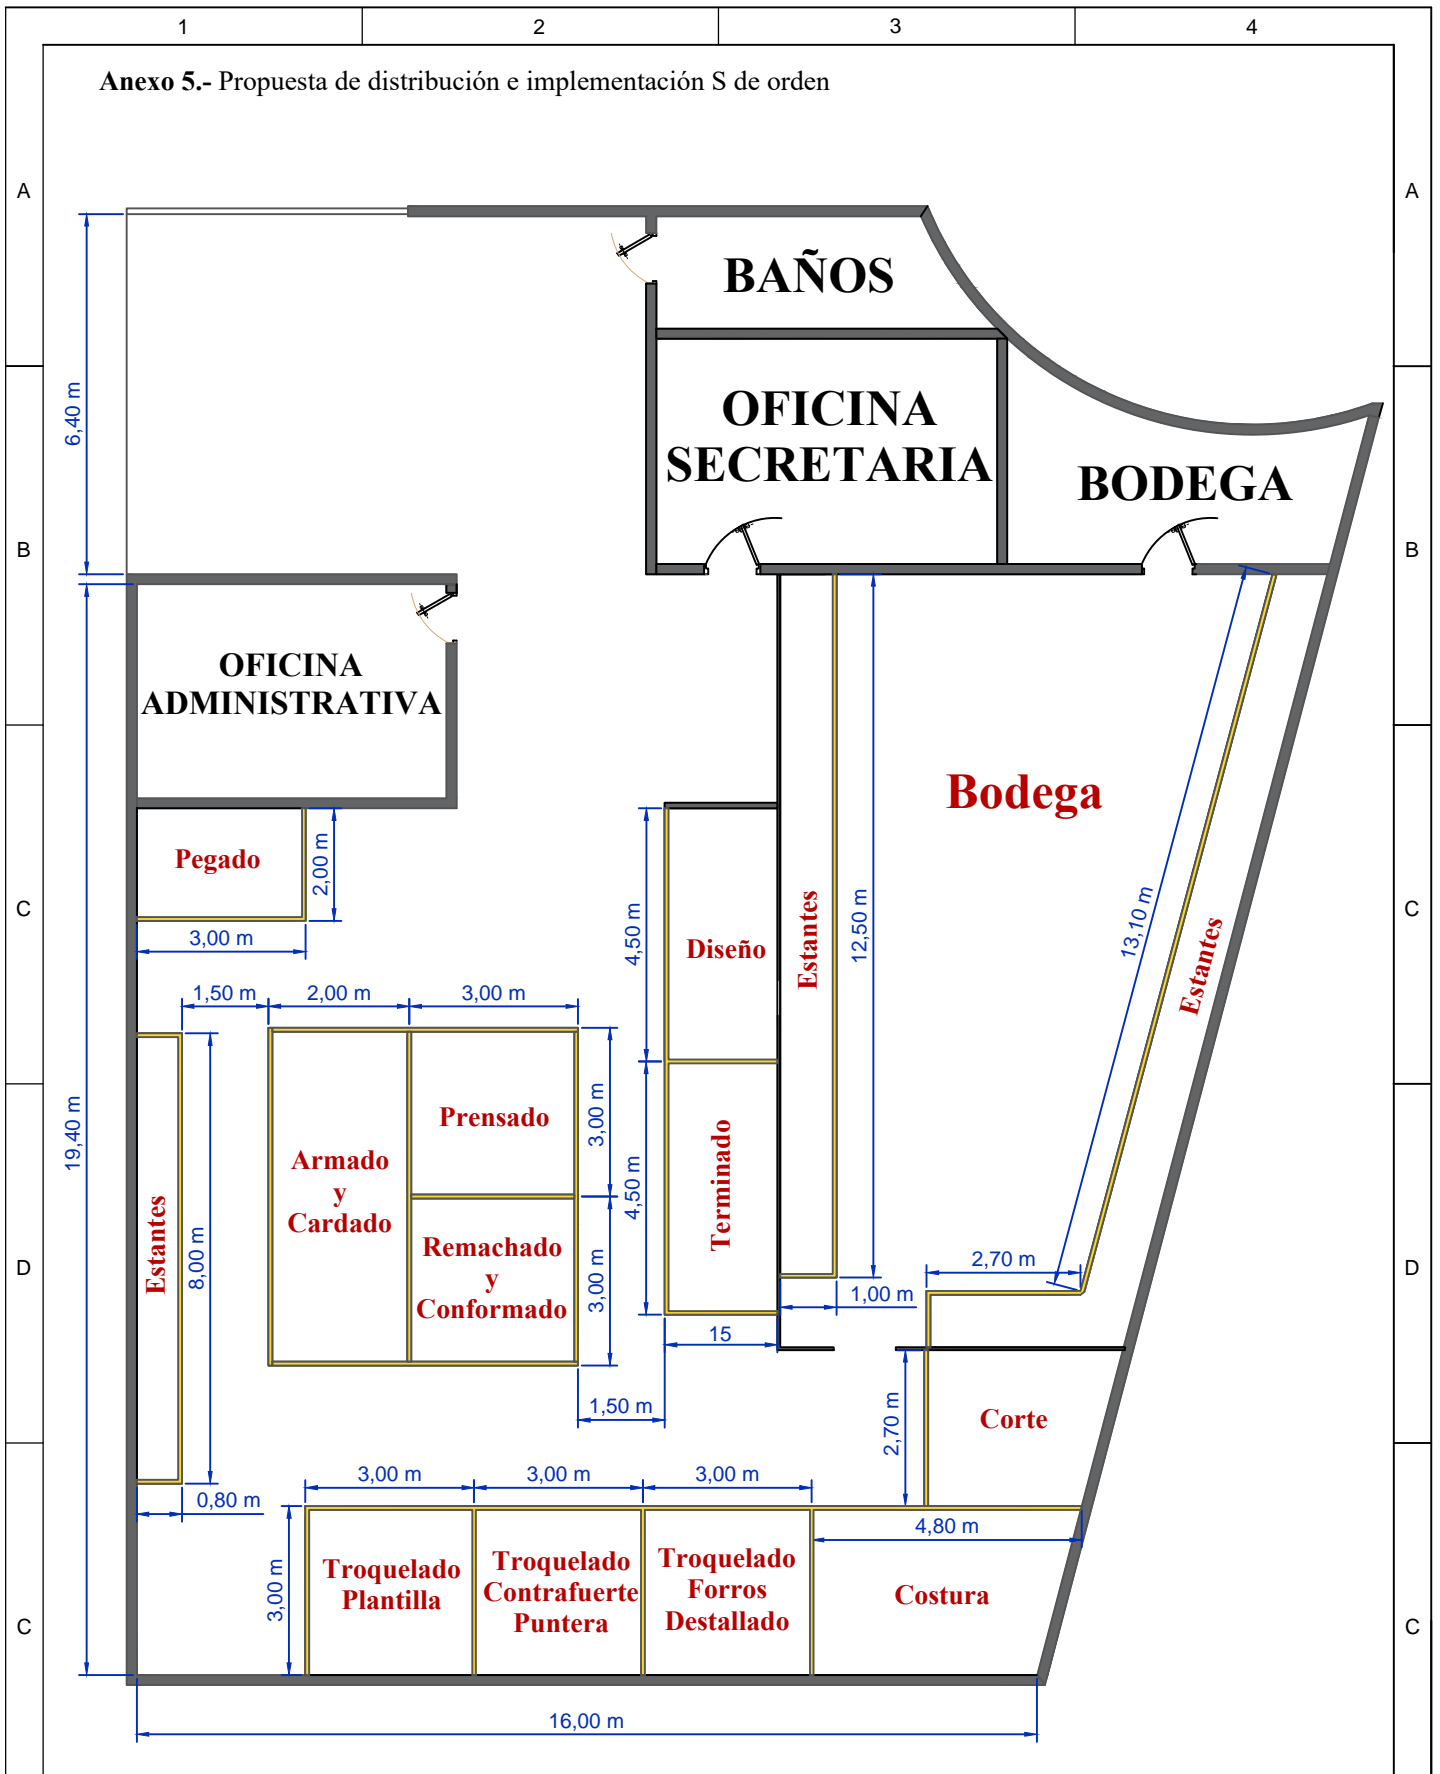 1
2
3
4
Anexo 5.- Propuesta de distribución e implementación S de orden
A
A
BAÑOS
6,40 m
OFICINA
SECRETARIA
BODEGA
B
B
OFICINA
ADMINISTRATIVA
Bodega
Pegado
2,00 m
3,00 m
C
C
4,50 m
Diseño
Estantes
12,50 m
13,10 m
Estantes
1,50 m
2,00 m
3,00 m
19,40 m
Estantes
8,00 m
Armado
y
Cardado
Prensado
3,00 m
Remachado
y
Conformado
3,00 m
4,50 m
Terminado
D
D
2,70 m
1,00 m
15
1,50 m
2,70 m
Corte
0,80 m
3,00 m
3,00 m
3,00 m
4,80 m
3,00 m
Troquelado
Plantilla
Troquelado
Contrafuerte
Puntera
Troquelado
Forros
Destallado
Costura
C
C
16,00 m